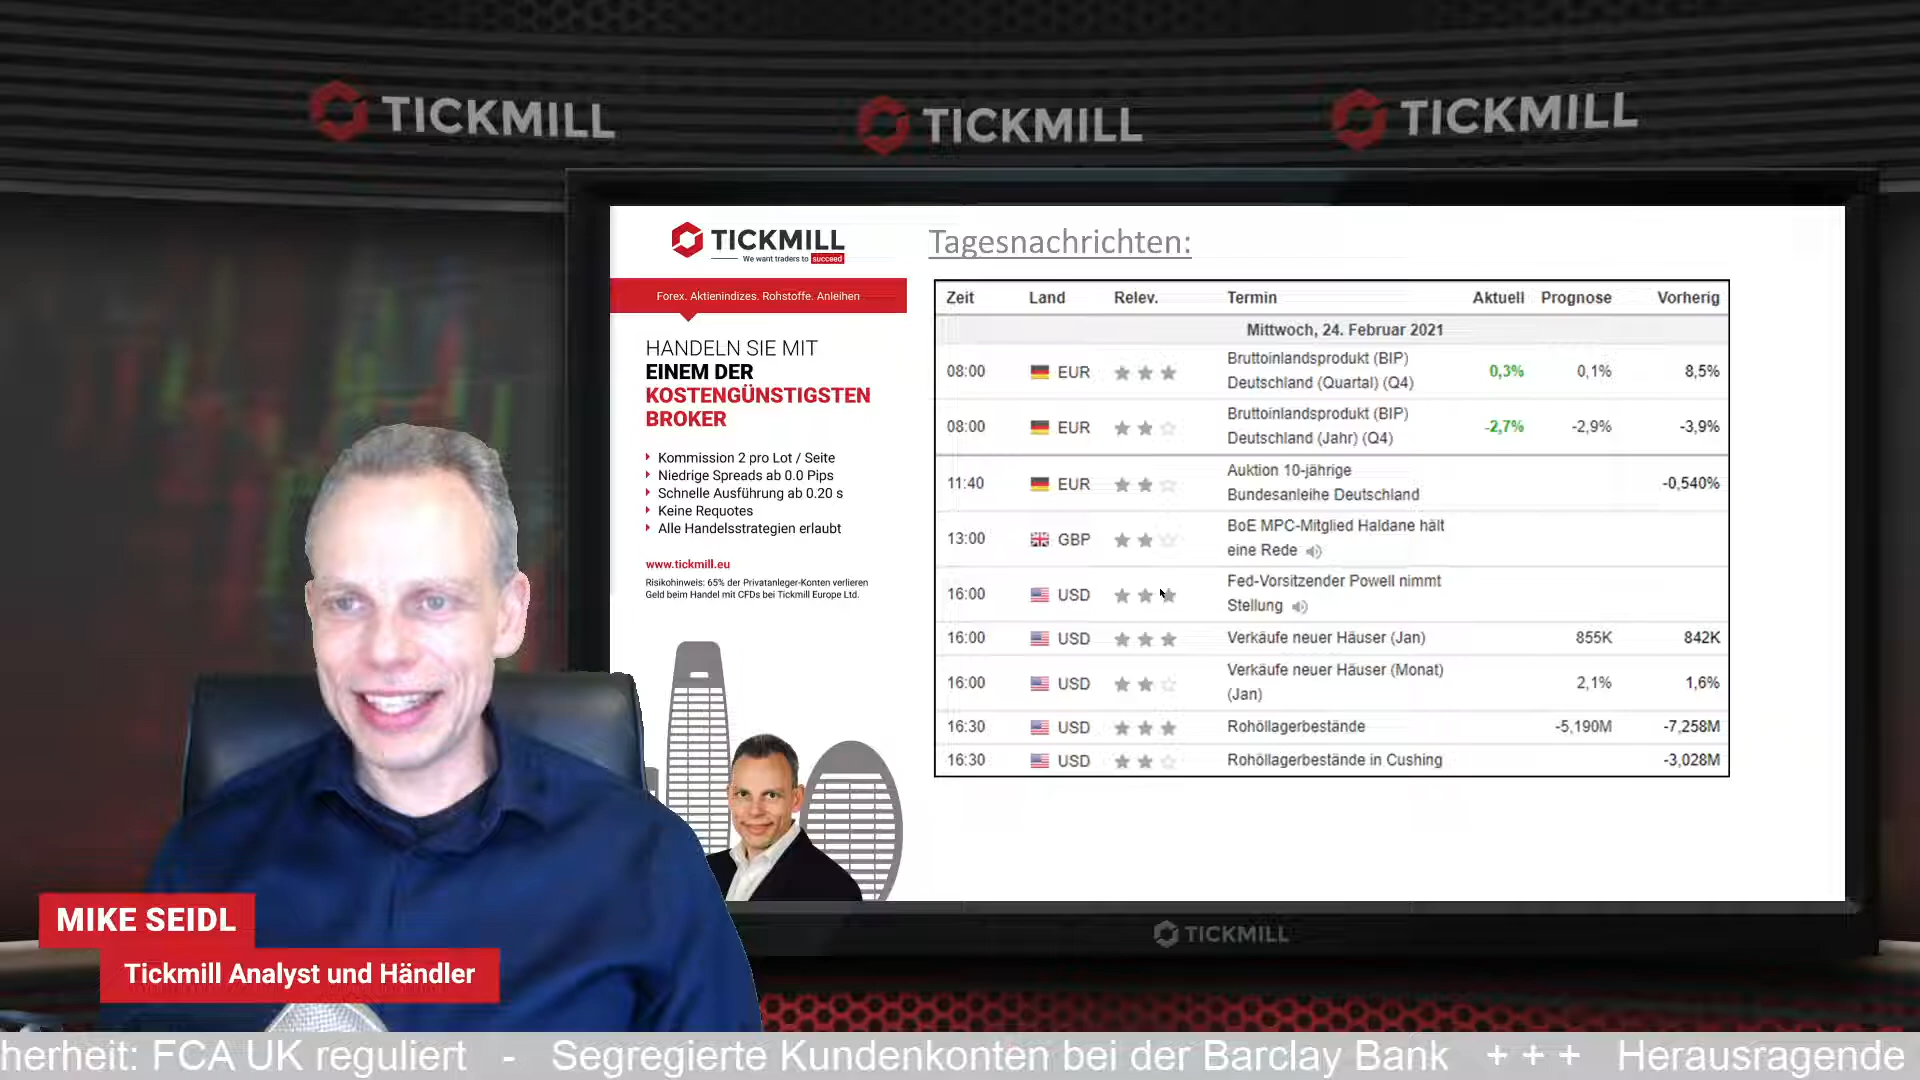 TICKMILL
TICKMILL
TICKMILL
TICKMILL
We want traders to succeed
Forex. Aktienindizes. Rohstoffe. Anleihen
HANDELN SIE MIT
EINEM DER
KOSTENGÜNSTIGSTEN
BROKER
Kommission 2 pro Lot / Seite
Niedrige Spreads ab 0.0 Pips
Schnelle Ausführung ab 0.20 s
Keine Requotes
Alle Handelsstrategien erlaubt
www.tickmill.eu
Risikohinweis: 65% der Privatanleger-Konten verlieren
Geld beim Handel mit CFDs bei Tickmill Europe Ltd.
Tagesnachrichten:
Zeit Land Relev. Termin Aktuell Prognose Vorherig
Mittwoch, 24. Februar 2021
08:00 EUR Bruttoinlandsprodukt (BIP)
Deutschland (Quartal) (Q4) 0,3% 0,1% 8,5%
08:00 EUR Bruttoinlandsprodukt (BIP)
Deutschland (Jahr) (Q4) -2,7% -2,9% -3,9%
11:40 EUR Auktion 10-jährige
Bundesanleihe Deutschland -0,540%
13:00 GBP BoE MPC-Mitglied Haldane hält
eine Rede
16:00 USD Fed-Vorsitzender Powell nimmt
Stellung
16:00 USD Verkäufe neuer Häuser (Jan) 855K 842K
16:00 USD Verkäufe neuer Häuser (Monat)
(Jan) 2,1% 1,6%
16:30 USD Rohöllagerbestände -5,190M -7,258M
16:30 USD Rohöllagerbestände in Cushing -3,028M
TICKMILL
MIKE SEIDL
Tickmill Analyst und Händler
herheit: FCA UK reguliert - Segregierte Kundenkonten bei der Barclay Bank + + + Herausragende